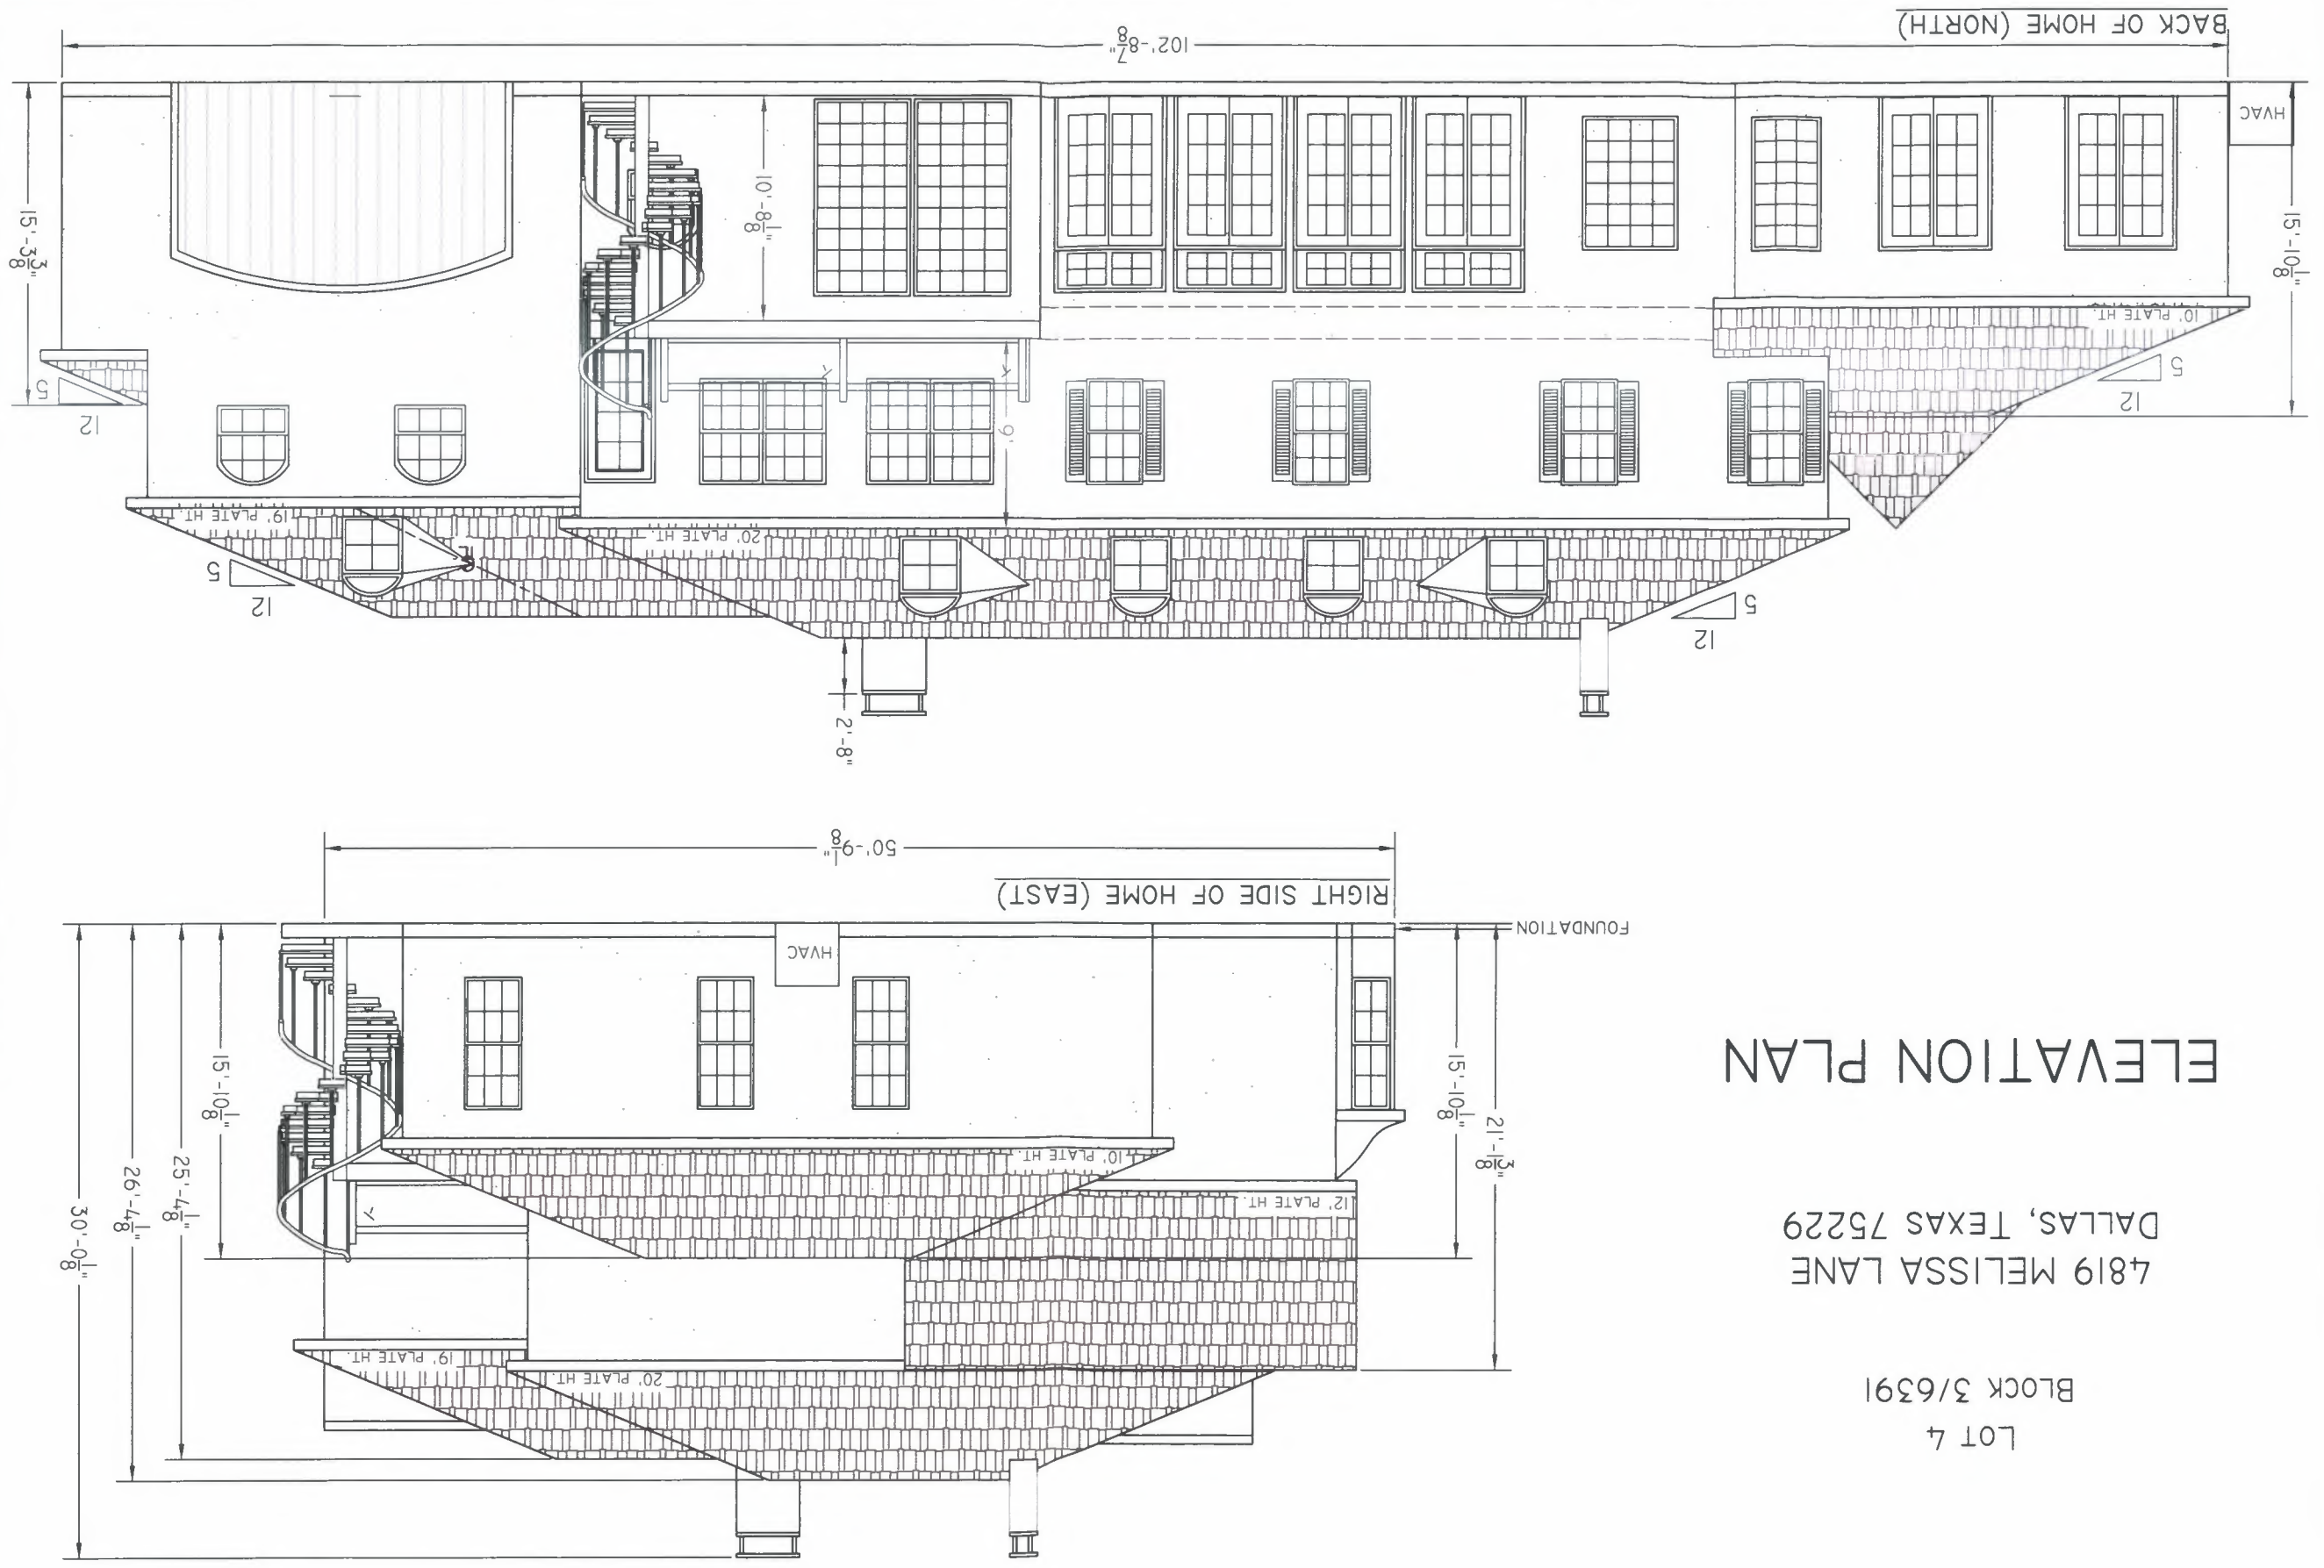 LOT 4
BLOCK 3/6391
4819 MELISSA LANE
DALLAS, TEXAS 75229
ELEVATION PLAN
20' PLATE HT.
19' PLATE HT.
12' PLATE HT.
10' PLATE HT.
21'-3/8"
15'-10 1/8"
15'-10 1/8"
25'-4 1/8"
26'-4 1/8"
30'-0 1/8"
HVAC
FOUNDATION
RIGHT SIDE OF HOME (EAST)
50'-9 1/8"
2'-8"
12
5
12
5
20' PLATE HT.
19' PLATE HT.
12
5
12
5
9'
10' PLATE HT.
15'-10 1/8"
10'-8 1/8"
15'-3/8"
HVAC
102'-8 7/8"
BACK OF HOME (NORTH)